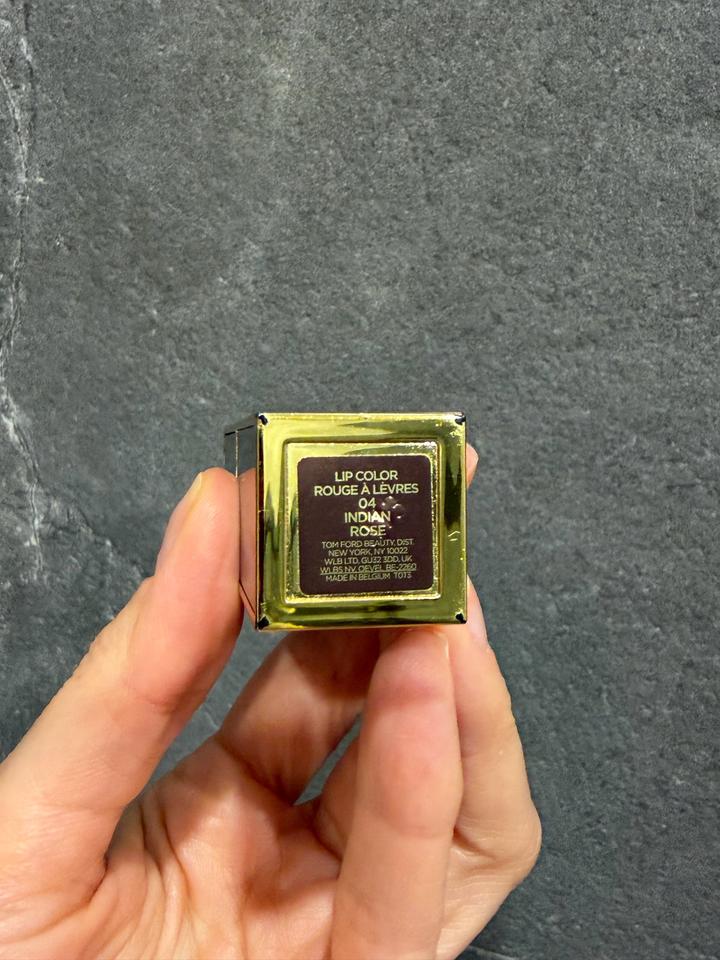 LIP COLOR
ROUGE À LÈVRES
04
INDIAN
ROSE
TOM FORD BEAUTY, DIST.
NEW YORK, NY 10022
WLB LTD, GU32 3DD, UK
WLBS NV, OEVEL BE-2260
MADE IN BELGIUM T013